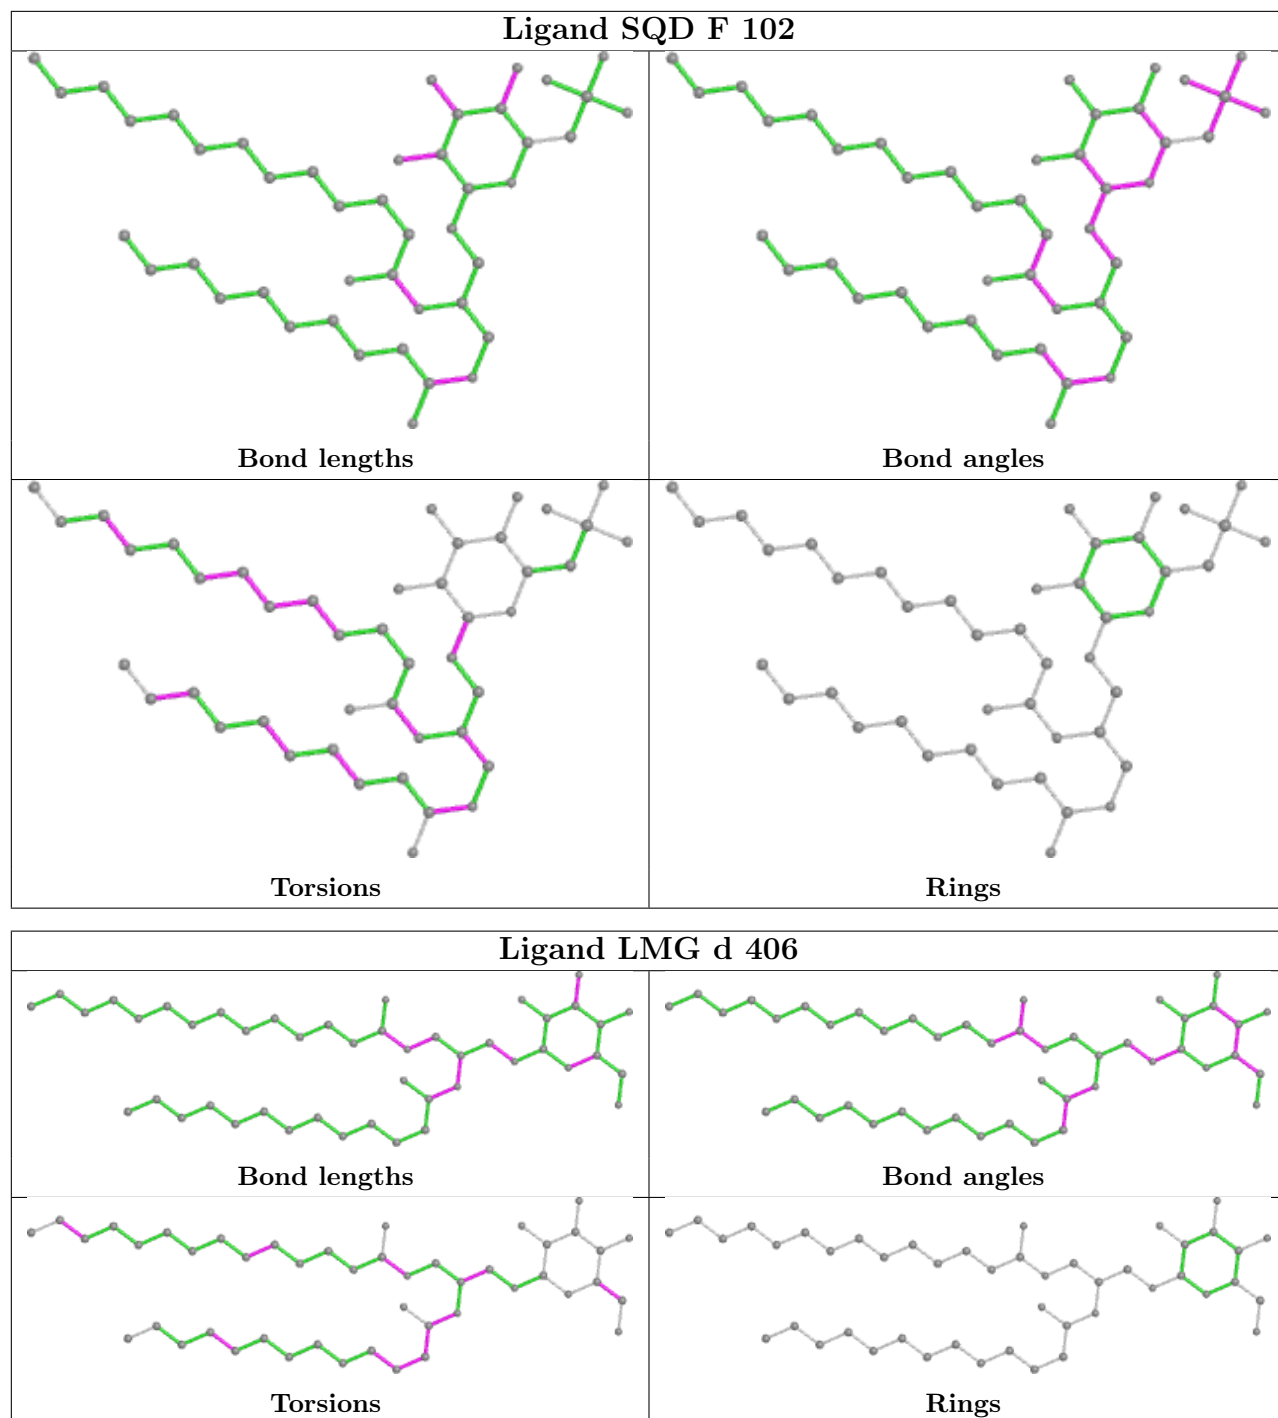 Ligand SQD F 102
Bond lengths
Bond angles
Torsions
Rings
Ligand LMG d 406
Bond lengths
Bond angles
Torsions
Rings